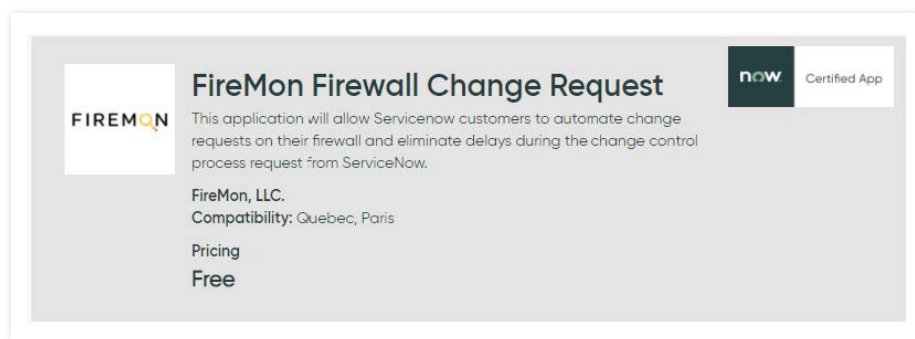 FIREMON
FireMon Firewall Change Request
This application will allow Servicenow customers to automate change
requests on their firewall and eliminate delays during the change control
process request from ServiceNow.
FireMon, LLC.
Compatibility: Quebec, Paris
Pricing
Free
now.
Certified App